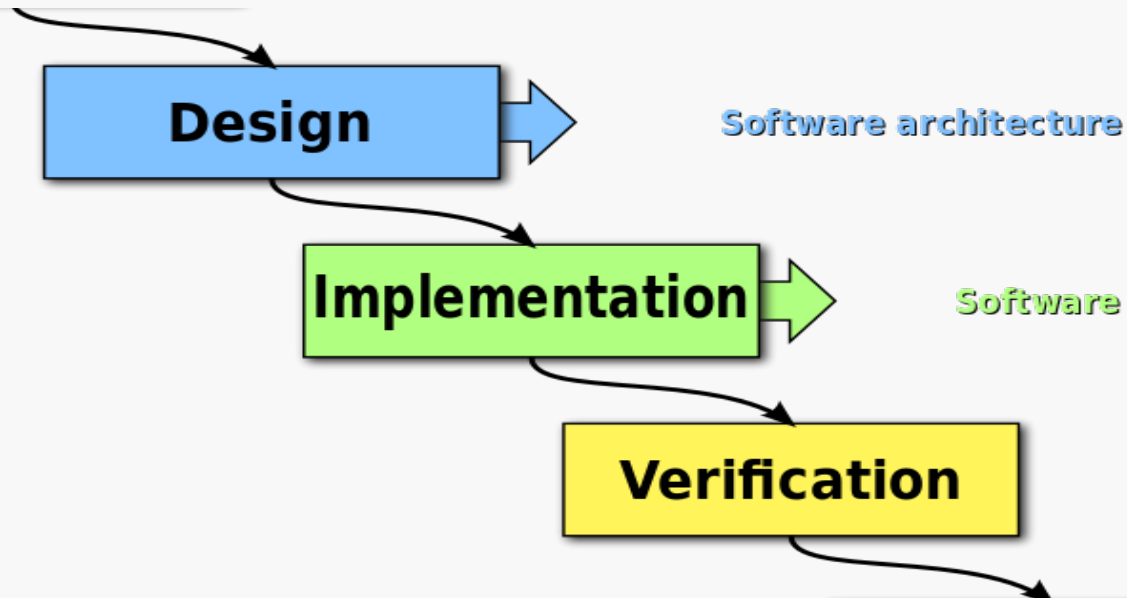 Design
Software architecture
Implementation
Software
Verification